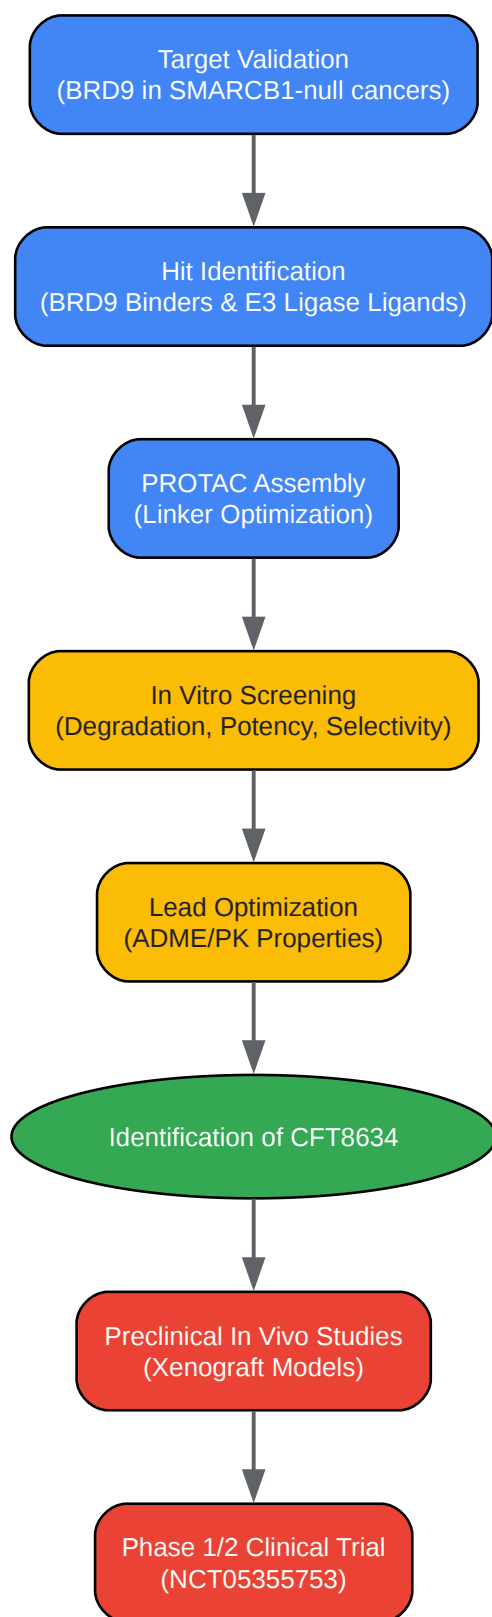 Target Validation
(BRD9 in SMARCB1-null cancers)
Hit Identification
(BRD9 Binders & E3 Ligase Ligands)
PROTAC Assembly
(Linker Optimization)
In Vitro Screening
(Degradation, Potency, Selectivity)
Lead Optimization
(ADME/PK Properties)
Identification of CFT8634
Preclinical In Vivo Studies
(Xenograft Models)
Phase 1/2 Clinical Trial
(NCT05355753)